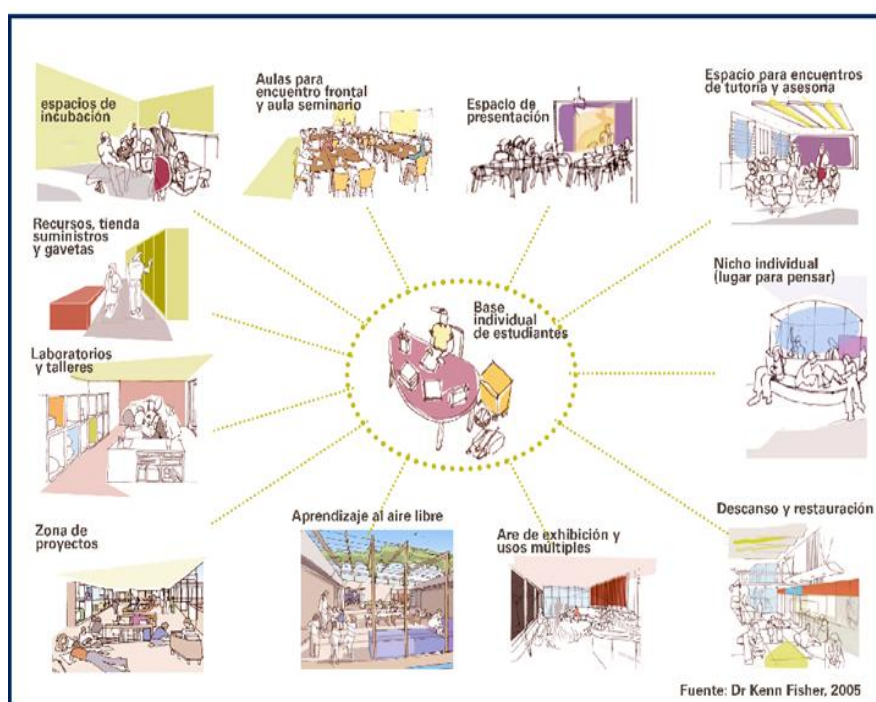 espacios de
incubación
Aulas para
encuentro frontal
y aula seminario
Espacio de
presentación
Espacio para encuentros
de tutoría y asesoría
Recursos, tienda
suministros
y gavetas
Nicho individual
(lugar para pensar)
Base
individual
de estudiantes
Laboratorios
y talleres
Zona de
proyectos
Aprendizaje al aire libre
Are de exhibición y
usos múltiples
Descanso y restauración
Fuente: Dr Kenn Fisher, 2005